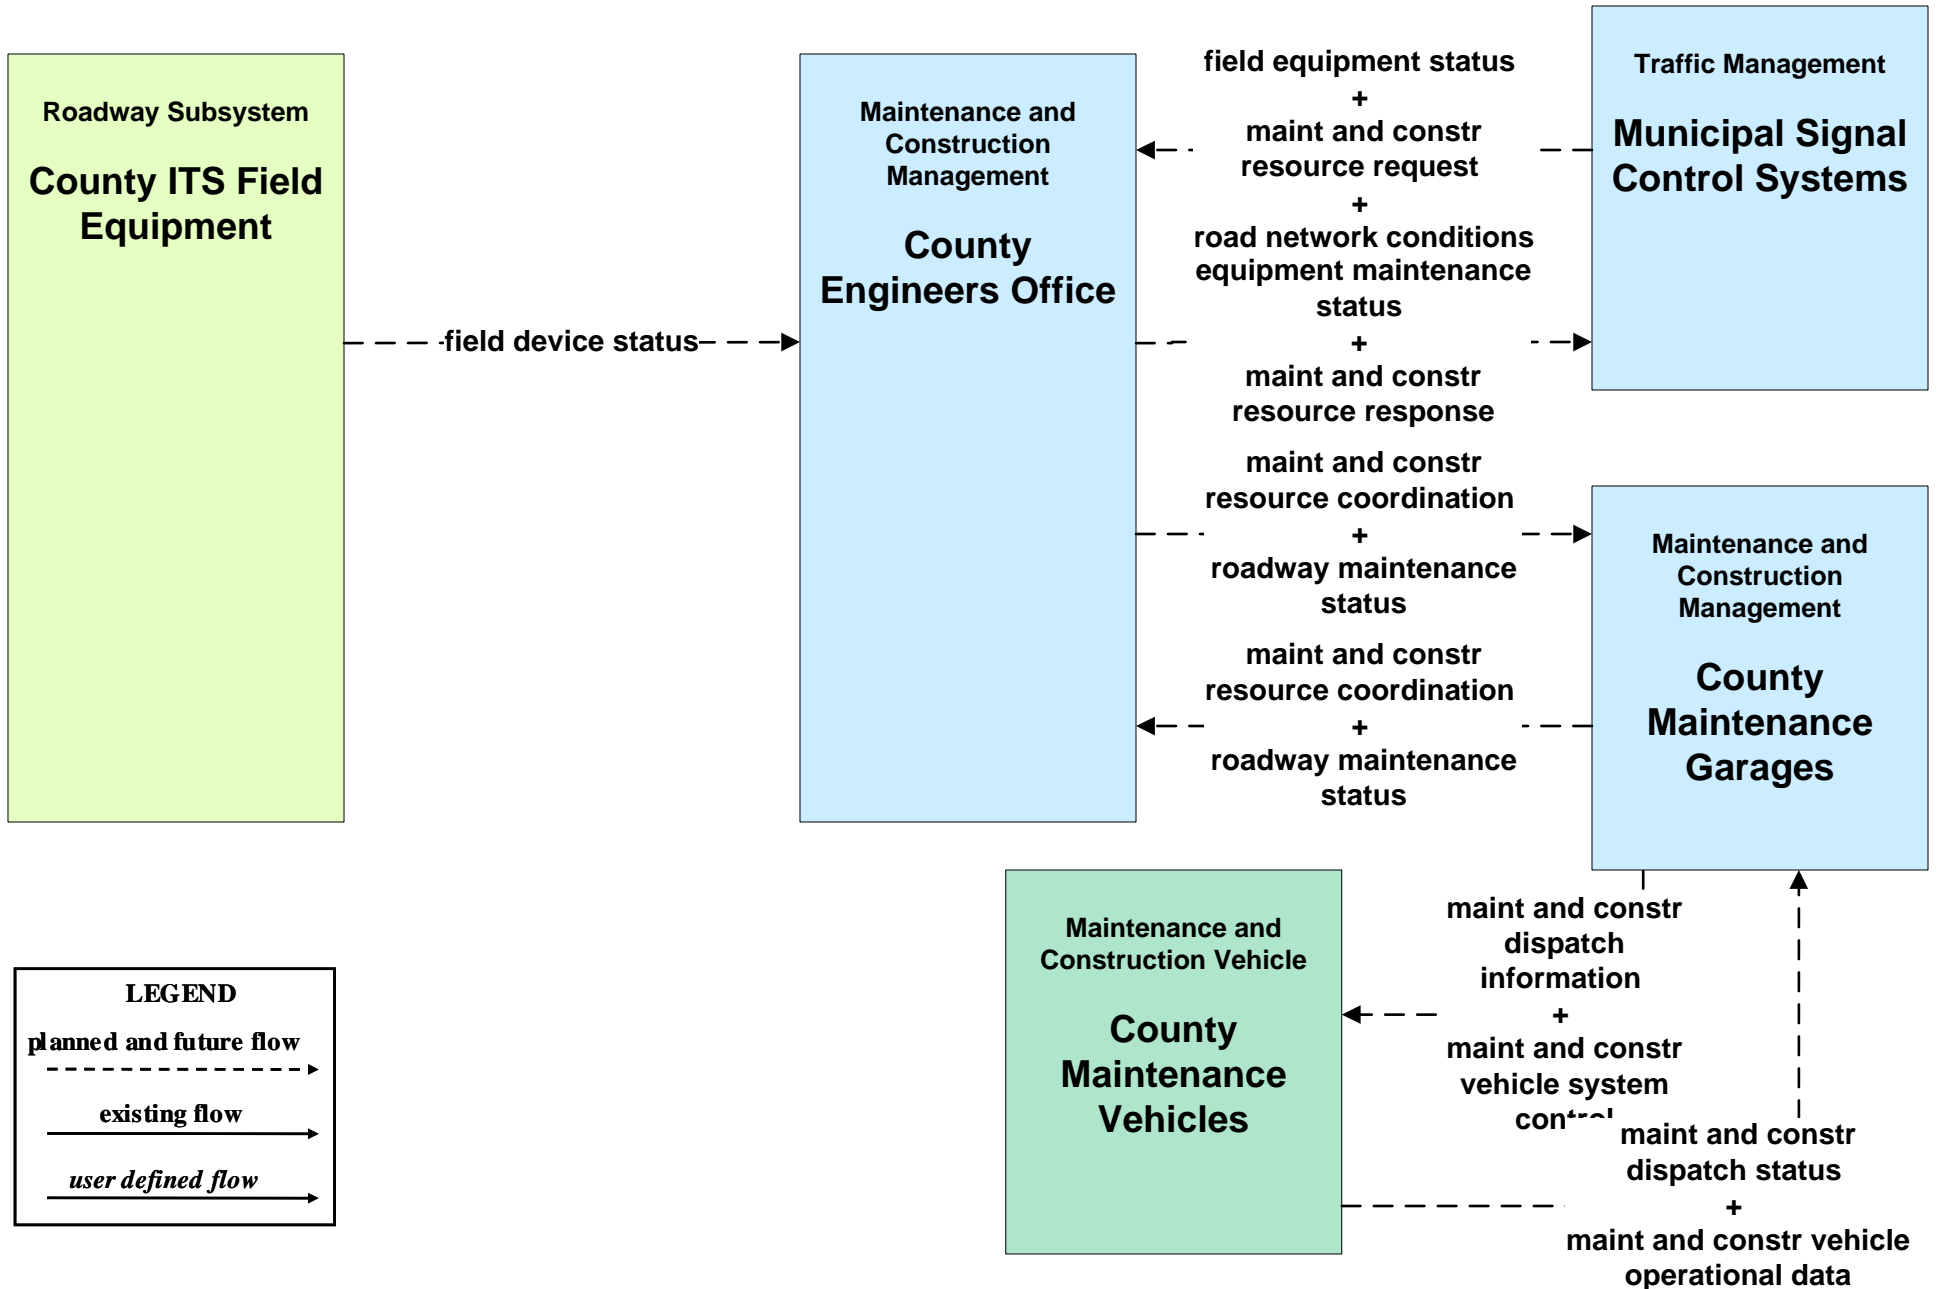 Roadway Subsystem
County ITS Field
Equipment
field device status
Maintenance and
Construction
Management
County
Engineers Office
field equipment status
+
maint and constr
resource request
+
road network conditions
equipment maintenance
status
+
maint and constr
resource response
Traffic Management
Municipal Signal
Control Systems
maint and constr
resource coordination
+
roadway maintenance
status
maint and constr
resource coordination
+
roadway maintenance
status
Maintenance and
Construction
Management
County
Maintenance
Garages
Maintenance and
Construction Vehicle
County
Maintenance
Vehicles
maint and constr
dispatch
information
+
maint and constr
vehicle system
control
maint and constr
dispatch status
+
maint and constr vehicle
operational data
LEGEND
planned and future flow
existing flow
user defined flow